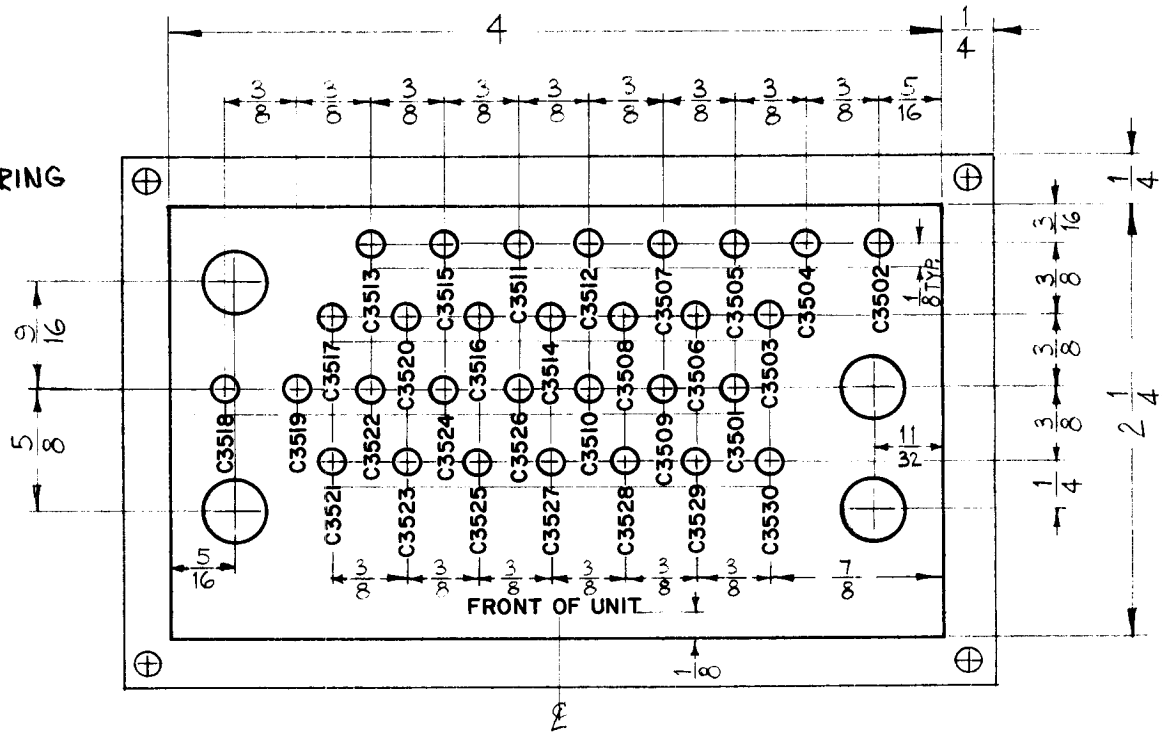 4 1/4
3/8 3/8 3/8 3/8 3/8 3/8 3/8 3/8 3/8 5/16
RING
1/4
3/16
C3513 C3515 C3511 C3512 C3507 C3505 C3504 C3502
1/8 TYP.
3/8
9/16
C3517 C3520 C3516 C3514 C3508 C3506 C3503
3/8
2 1/4
C3518 C3519 C3522 C3524 C3526 C3510 C3509 C3501
3/8
5/8
11/32
C3521 C3523 C3525 C3527 C3528 C3529 C3530
1/4
5/16
3/8 3/8 3/8 3/8 3/8 3/8 7/8
FRONT OF UNIT
1/8
℄